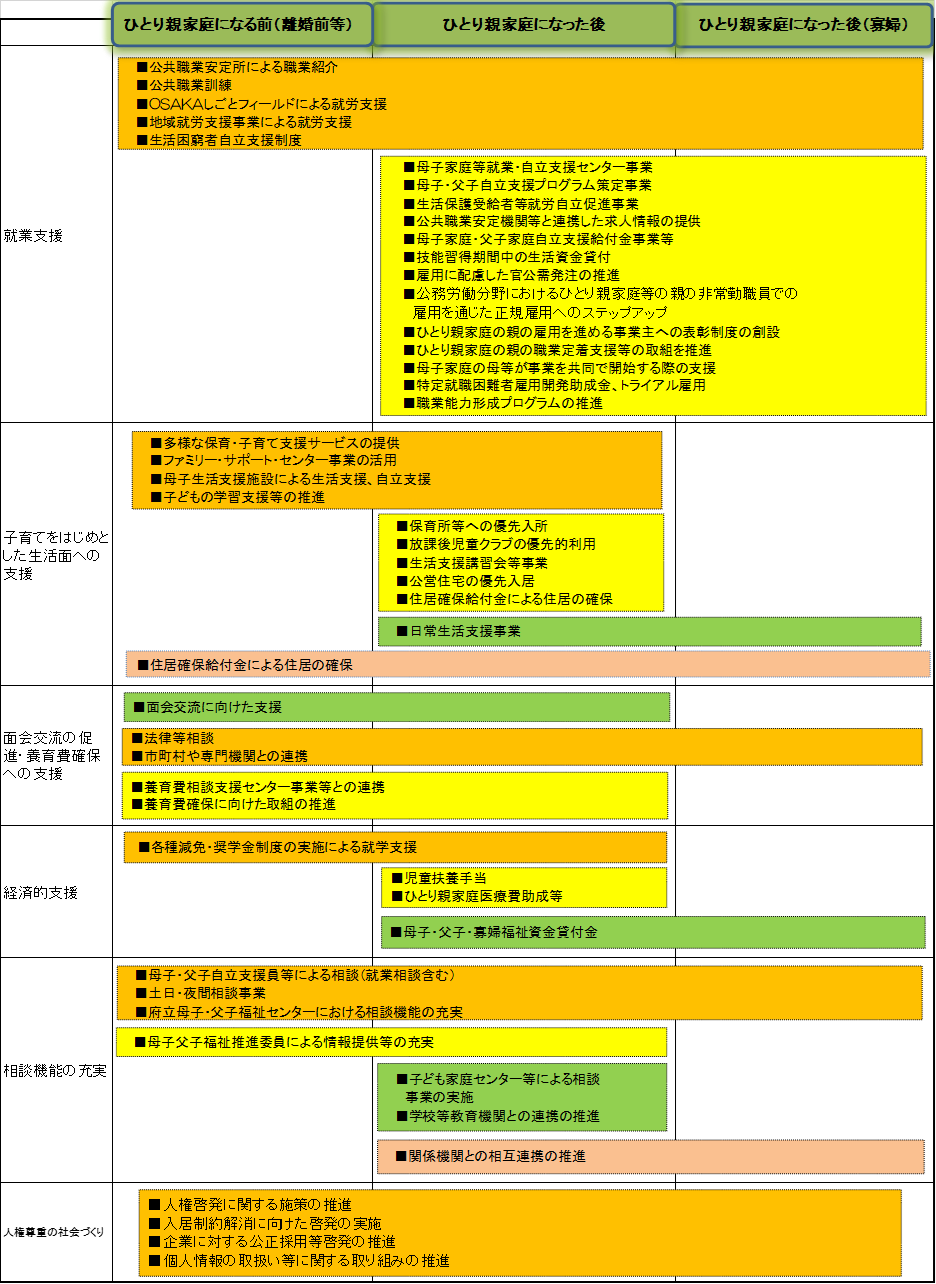 ひとり親家庭になる前（離婚前等）
ひとり親家庭になった後
ひとり親家庭になった後（寡婦）
就業支援
■公共職業安定所による職業紹介
■公共職業訓練
■OSAKAしごとフィールドによる就労支援
■地域就労支援事業による就労支援
■生活困窮者自立支援制度
■母子家庭等就業・自立支援センター事業
■母子・父子自立支援プログラム策定事業
■生活保護受給者等就労自立促進事業
■公共職業安定機関等と連携した求人情報の提供
■母子家庭・父子家庭自立支援給付金事業等
■技能習得期間中の生活資金貸付
■雇用に配慮した官公需発注の推進
■公務労働分野におけるひとり親家庭等の親の非常勤職員での
雇用を通じた正規雇用へのステップアップ
■ひとり親家庭の親の雇用を進める事業主への表彰制度の創設
■ひとり親家庭の親の職業定着支援等の取組を推進
■母子家庭の母等が事業を共同で開始する際の支援
■特定就職困難者雇用開発助成金、トライアル雇用
■職業能力形成プログラムの推進
子育てをはじめと
した生活面への
支援
■多様な保育・子育て支援サービスの提供
■ファミリー・サポート・センター事業の活用
■母子生活支援施設による生活支援、自立支援
■子どもの学習支援等の推進
■保育所等への優先入所
■放課後児童クラブの優先的利用
■生活支援講習会等事業
■公営住宅の優先入居
■住居確保給付金による住居の確保
■日常生活支援事業
■住居確保給付金による住居の確保
面会交流の促
進・養育費確保
への支援
■面会交流に向けた支援
■法律等相談
■市町村や専門機関との連携
■養育費相談支援センター事業等との連携
■養育費確保に向けた取組の推進
経済的支援
■各種減免・奨学金制度の実施による就学支援
■児童扶養手当
■ひとり親家庭医療費助成等
■母子・父子・寡婦福祉資金貸付金
相談機能の充実
■母子・父子自立支援員等による相談（就業相談含む）
■土日・夜間相談事業
■府立母子・父子福祉センターにおける相談機能の充実
■母子父子福祉推進委員による情報提供等の充実
■子ども家庭センター等による相談
事業の実施
■学校等教育機関との連携の推進
■関係機関との相互連携の推進
人権尊重の社会づくり
■人権啓発に関する施策の推進
■入居制約解消に向けた啓発の実施
■企業に対する公正採用等啓発の推進
■個人情報の取扱い等に関する取り組みの推進